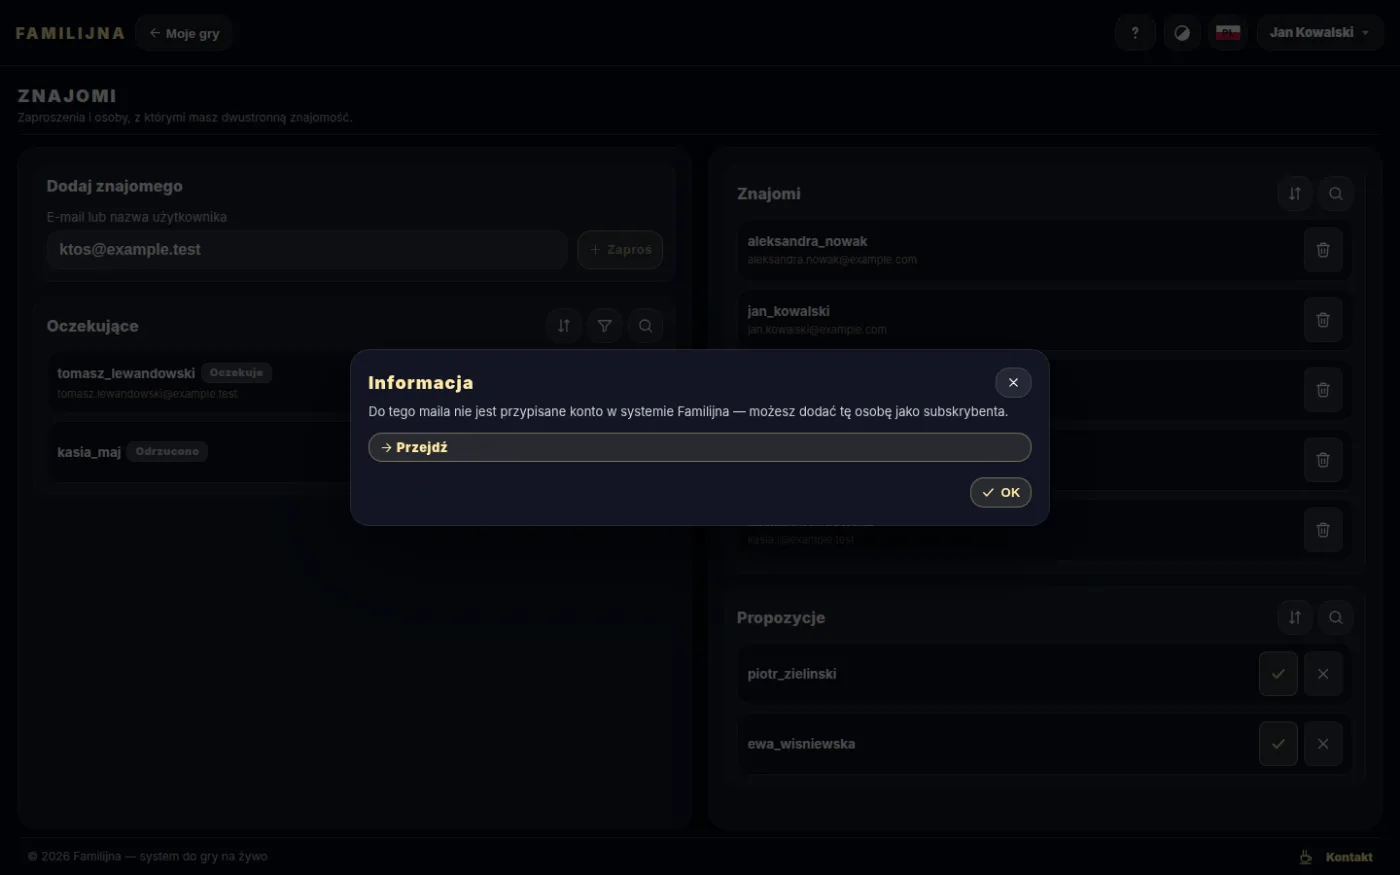 FAMILIJNA
← Moje gry
?
Jan Kowalski
ZNAJOMI
Zaproszenia i osoby, z którymi masz dwustronną znajomość.
Dodaj znajomego
E-mail lub nazwa użytkownika
ktos@example.test
+ Zaproś
Oczekujące
tomasz_lewandowski Oczekuje
tomasz.lewandowski@example.test
kasia_maj Odrzucono
Znajomi
aleksandra_nowak
aleksandra.nowak@example.com
jan_kowalski
jan.kowalski@example.com
Informacja
Do tego maila nie jest przypisane konto w systemie Familijna — możesz dodać tę osobę jako subskrybenta.
→ Przejdź
OK
Propozycje
piotr_zielinski
ewa_wisniewska
© 2026 Familijna — system do gry na żywo
Kontakt